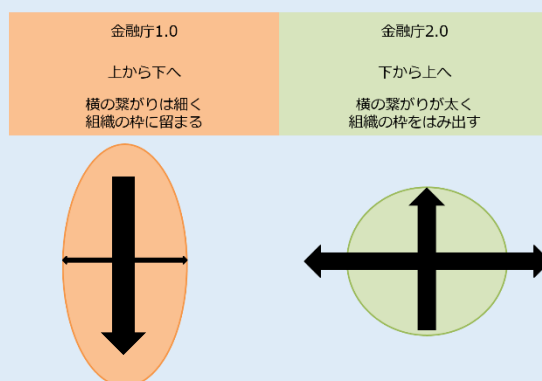 金融庁1.0
上から下へ
横の繋がりは細く
組織の枠に留まる
金融庁2.0
下から上へ
横の繋がりが太く
組織の枠をはみ出す